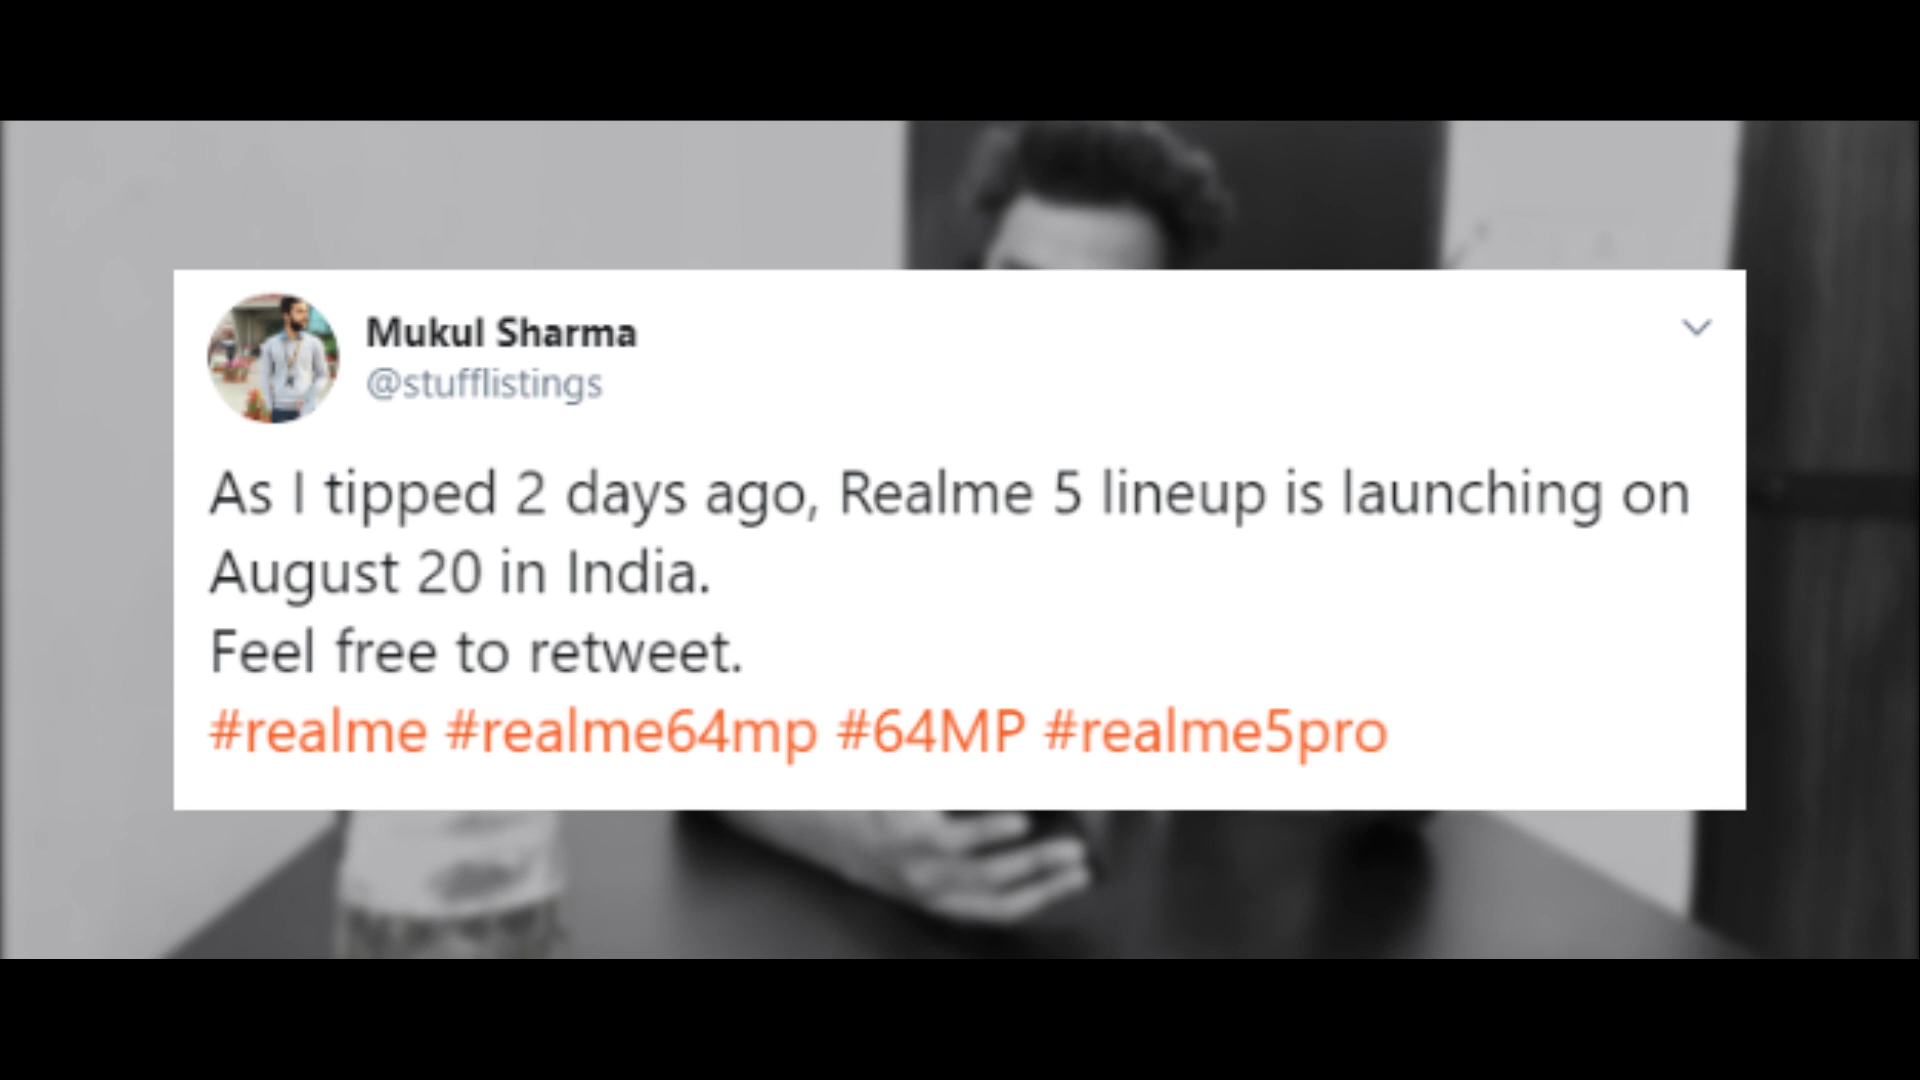 Mukul Sharma
@stufflistings
As I tipped 2 days ago, Realme 5 lineup is launching on
August 20 in India.
Feel free to retweet.
#realme #realme64mp #64MP #realme5pro